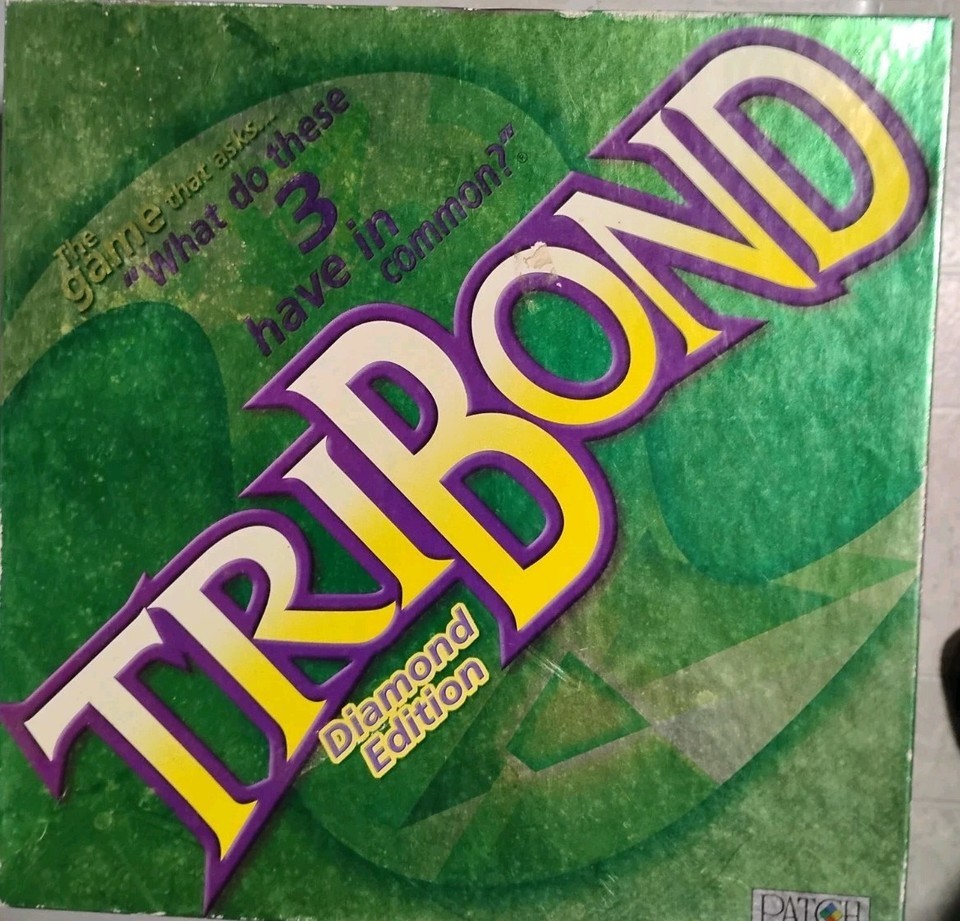 The
game that asks...
"What do these
3
have in
common?"®
TRIBOND
Diamond
Edition
PATCH